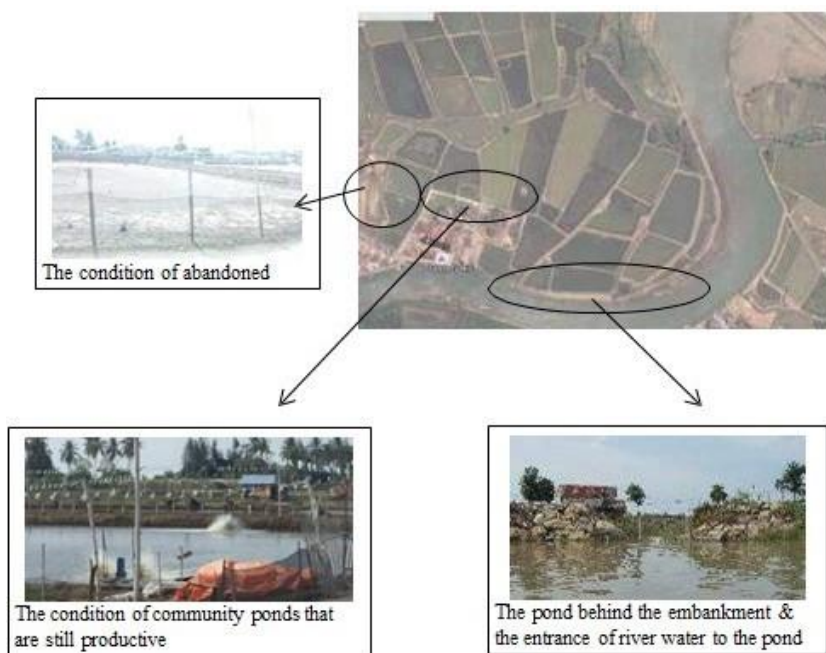 The condition of abandoned
The condition of community ponds that
are still productive
The pond behind the embankment &
the entrance of river water to the pond